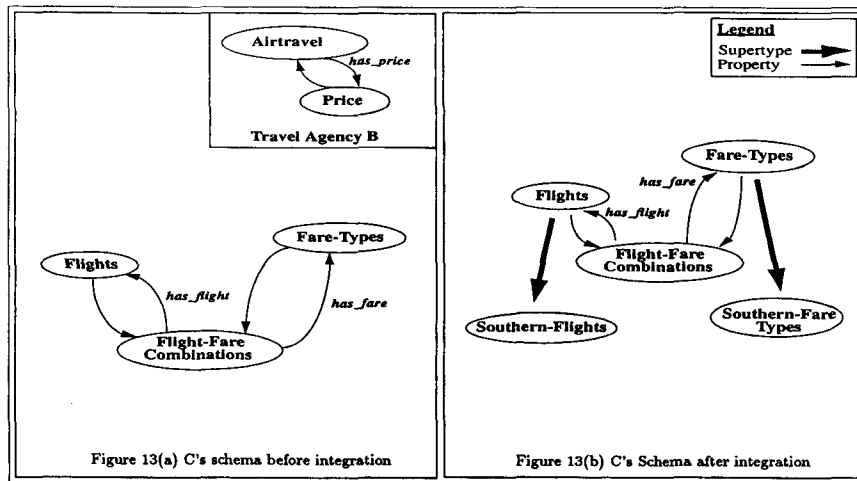 Airtravel
has_price
Price
Travel Agency B
Fare-Types
Flights
has_flight
has_fare
Flight-Fare
Combinations
Figure 13(a) C's schema before integration
Legend
Supertype
Property
Fare-Types
has_fare
Flights
has_flight
Flight-Fare
Combinations
Southern-Flights
Southern-Fare
Types
Figure 13(b) C's Schema after integration